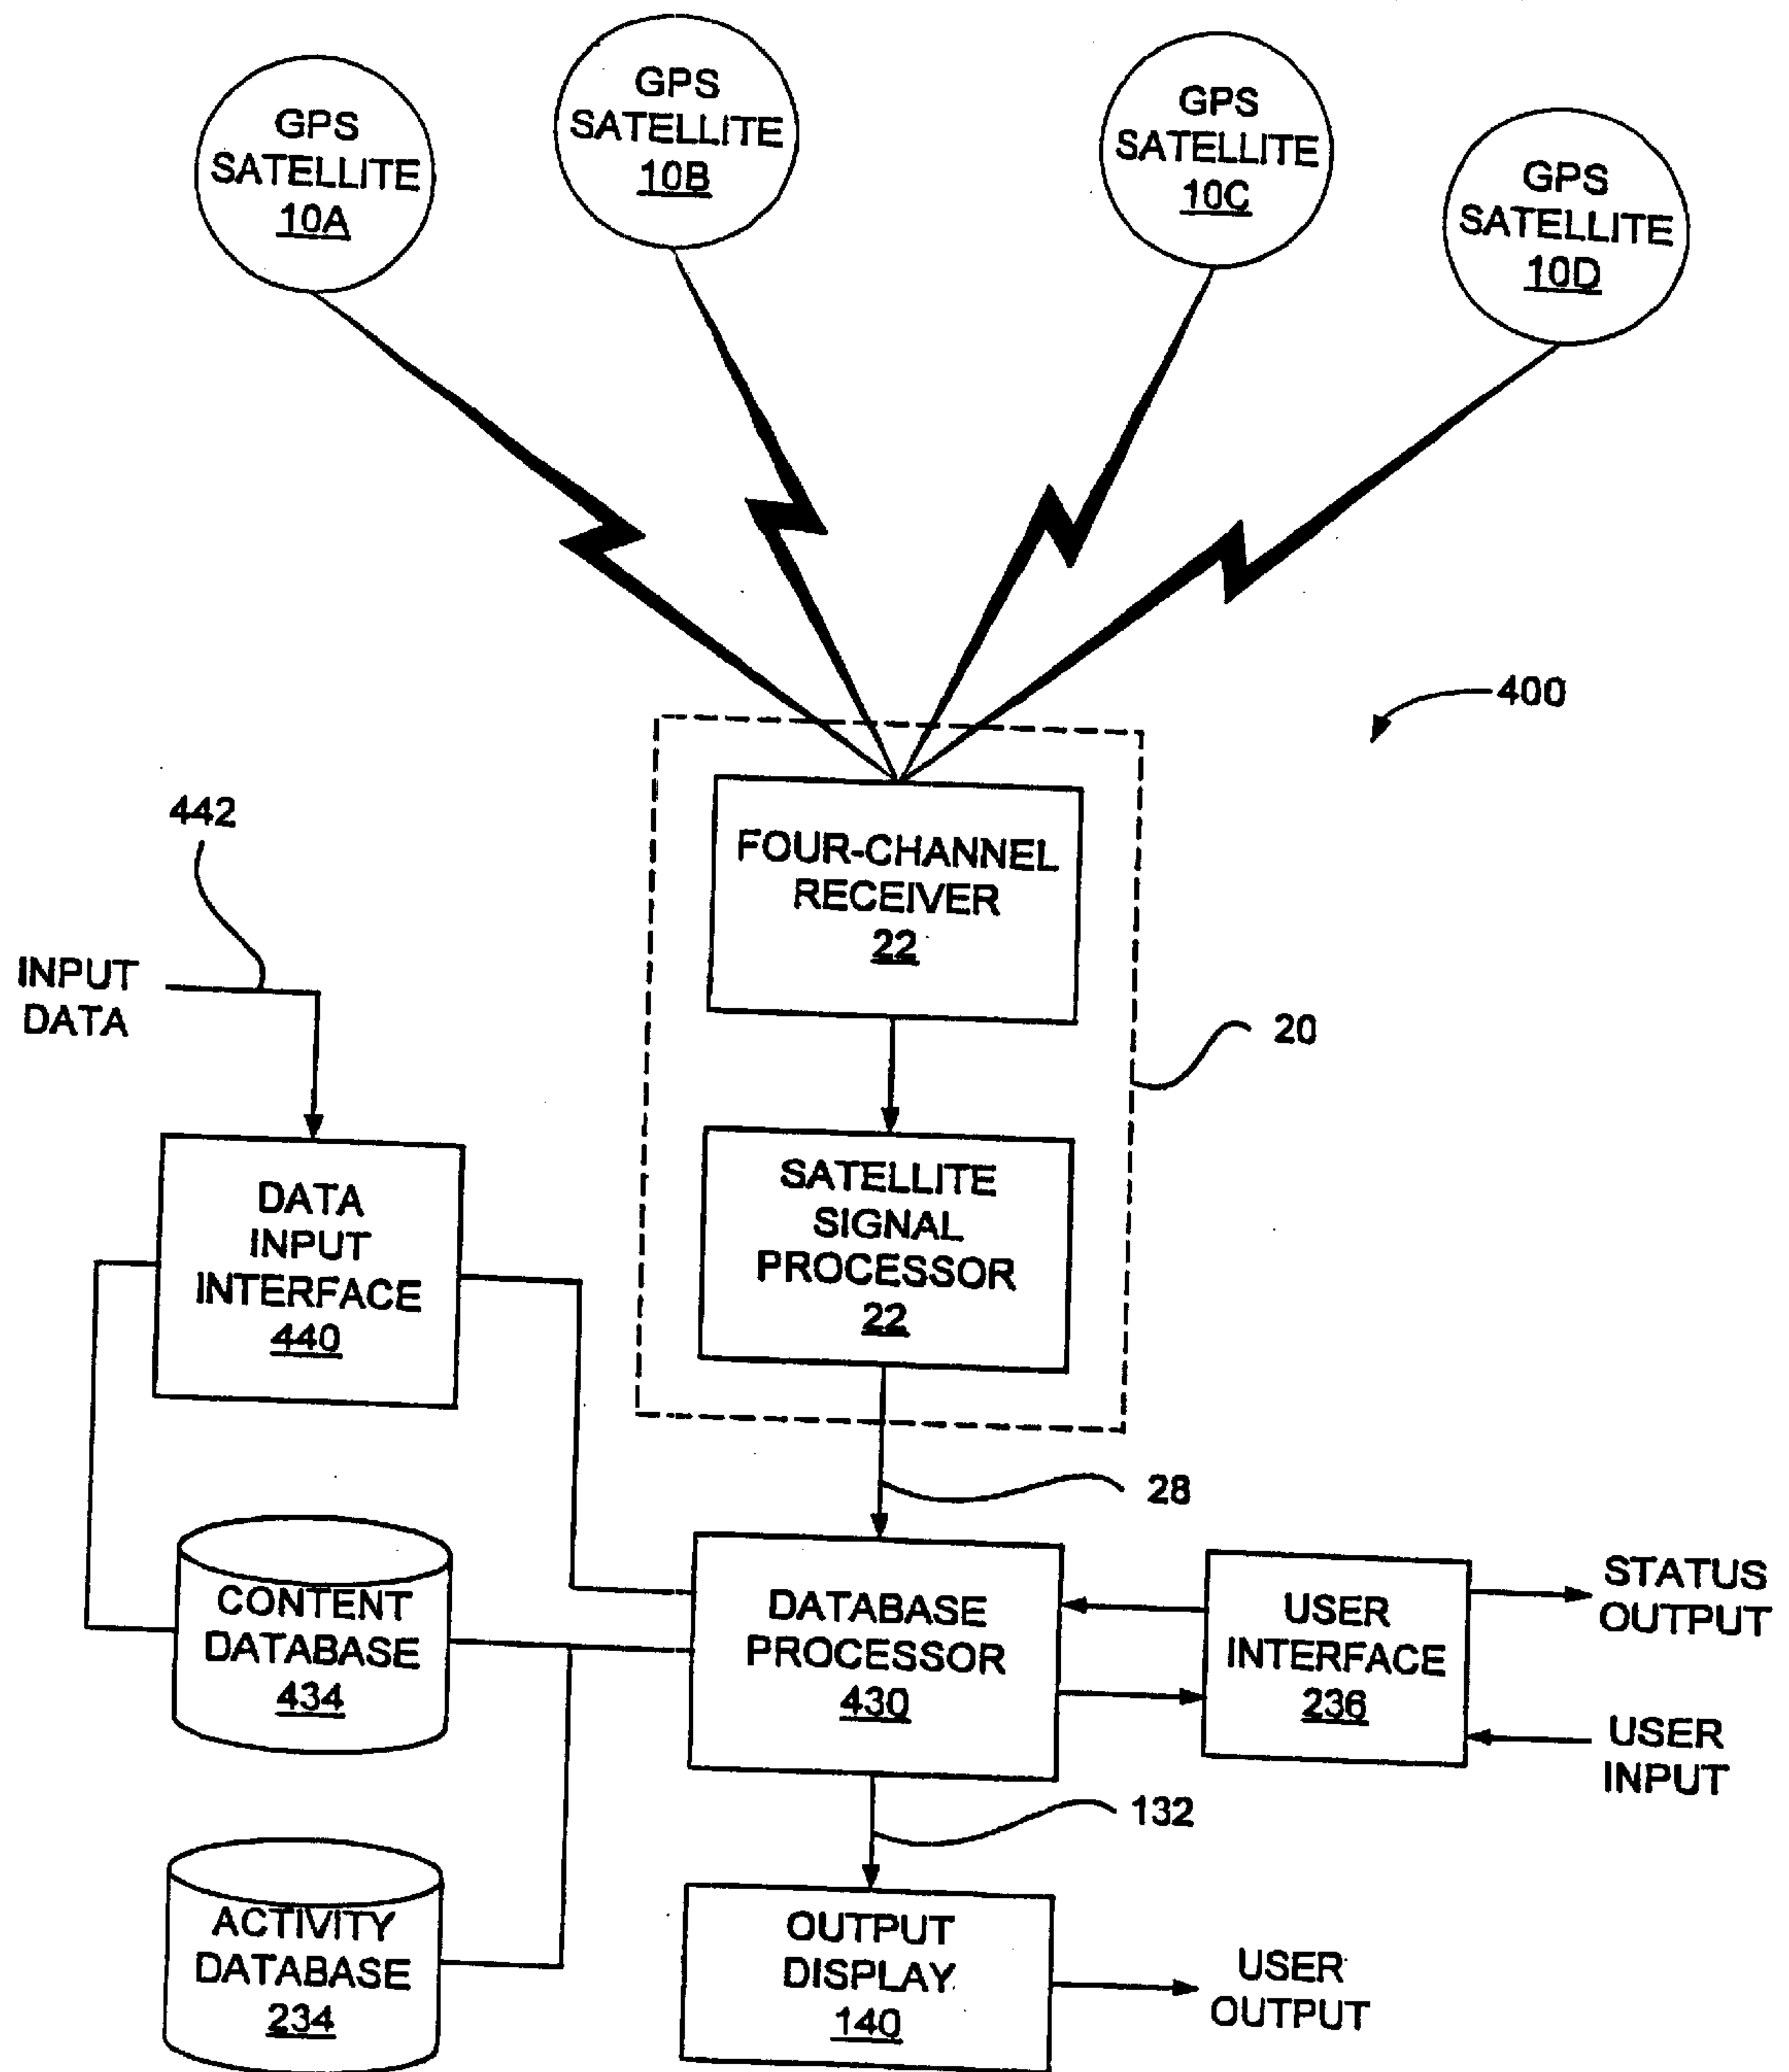 GPS
SATELLITE
10A
GPS
SATELLITE
10B
GPS
SATELLITE
10C
GPS
SATELLITE
10D
400
FOUR-CHANNEL
RECEIVER
22
442
INPUT
DATA
20
DATA
INPUT
INTERFACE
440
SATELLITE
SIGNAL
PROCESSOR
22
28
CONTENT
DATABASE
434
DATABASE
PROCESSOR
430
USER
INTERFACE
236
STATUS
OUTPUT
USER
INPUT
132
ACTIVITY
DATABASE
234
OUTPUT
DISPLAY
140
USER
OUTPUT